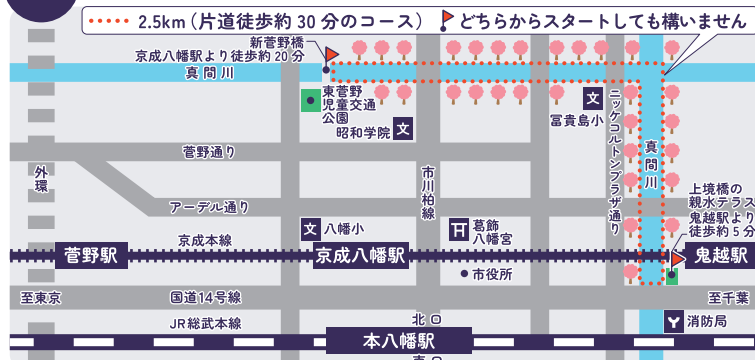 2.5km（片道徒歩約30分のコース）
どちらからスタートしても構いません
新菅野橋
京成八幡駅より徒歩約20分
真間川
東菅野
児童交通
公園
文
昭和学院
文
冨貴島小
ニッケコルトンプラザ通り
真間川
菅野通り
外環
市川柏線
アーデル通り
上境橋の
親水テラス
鬼越駅より
徒歩約5分
文
八幡小
葛飾
八幡宮
京成本線
菅野駅
京成八幡駅
鬼越駅
市役所
至東京
国道14号線
至千葉
JR総武本線
北口
消防局
本八幡駅